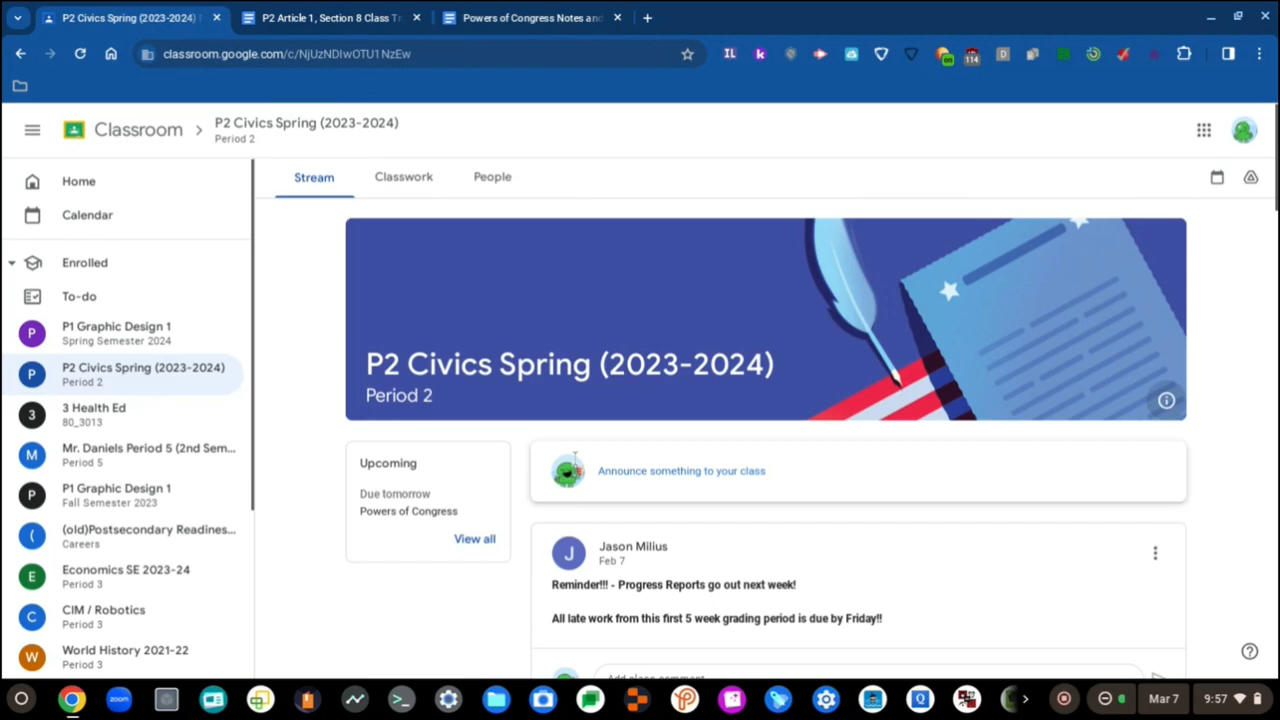 P2 Civics Spring (2023-2024)
P2 Article 1, Section 8 Class Tr
Powers of Congress Notes and
classroom.google.com/c/NjUzNDIwOTU1NzEw
IL
k
on
114
D
Classroom
P2 Civics Spring (2023-2024)
Period 2
Home
Calendar
Enrolled
To-do
P
P1 Graphic Design 1
Spring Semester 2024
P
P2 Civics Spring (2023-2024)
Period 2
3
3 Health Ed
80_3013
M
Mr. Daniels Period 5 (2nd Sem...
Period 5
P
P1 Graphic Design 1
Fall Semester 2023
(
(old)Postsecondary Readines...
Careers
E
Economics SE 2023-24
Period 3
C
CIM / Robotics
Period 3
W
World History 2021-22
Period 3
Stream
Classwork
People
P2 Civics Spring (2023-2024)
Period 2
Upcoming
Due tomorrow
Powers of Congress
View all
Announce something to your class
J
Jason Milius
Feb 7
Reminder!!! - Progress Reports go out next week!
All late work from this first 5 week grading period is due by Friday!!
Add class comment
zoom
Mar 7
9:57